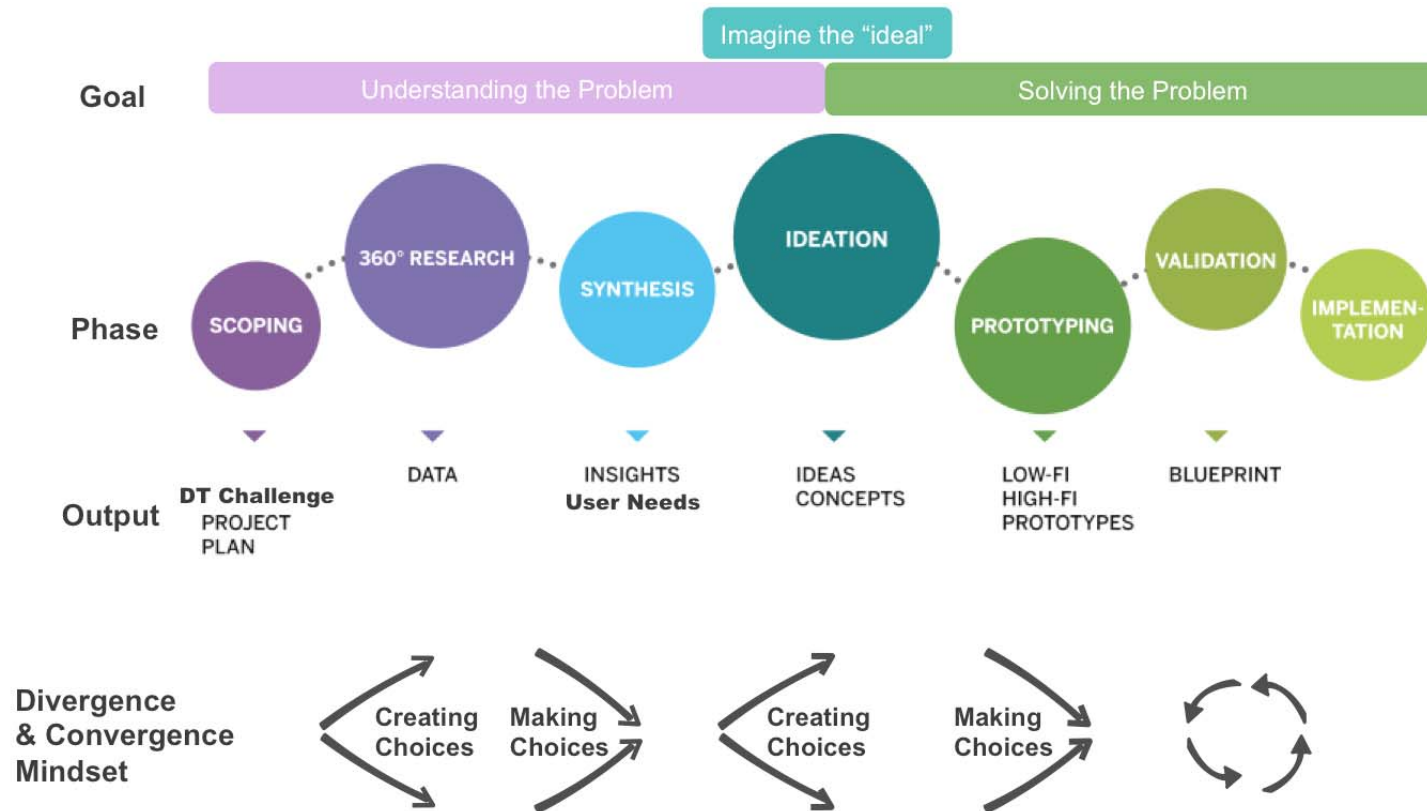 Imagine the “ideal”
Goal
Understanding the Problem
Solving the Problem
Phase
SCOPING
360° RESEARCH
SYNTHESIS
IDEATION
PROTOTYPING
VALIDATION
IMPLEMEN-
TATION
Output
DT Challenge
PROJECT
PLAN
DATA
INSIGHTS
User Needs
IDEAS
CONCEPTS
LOW-FI
HIGH-FI
PROTOTYPES
BLUEPRINT
Divergence
& Convergence
Mindset
Creating
Choices
Making
Choices
Creating
Choices
Making
Choices